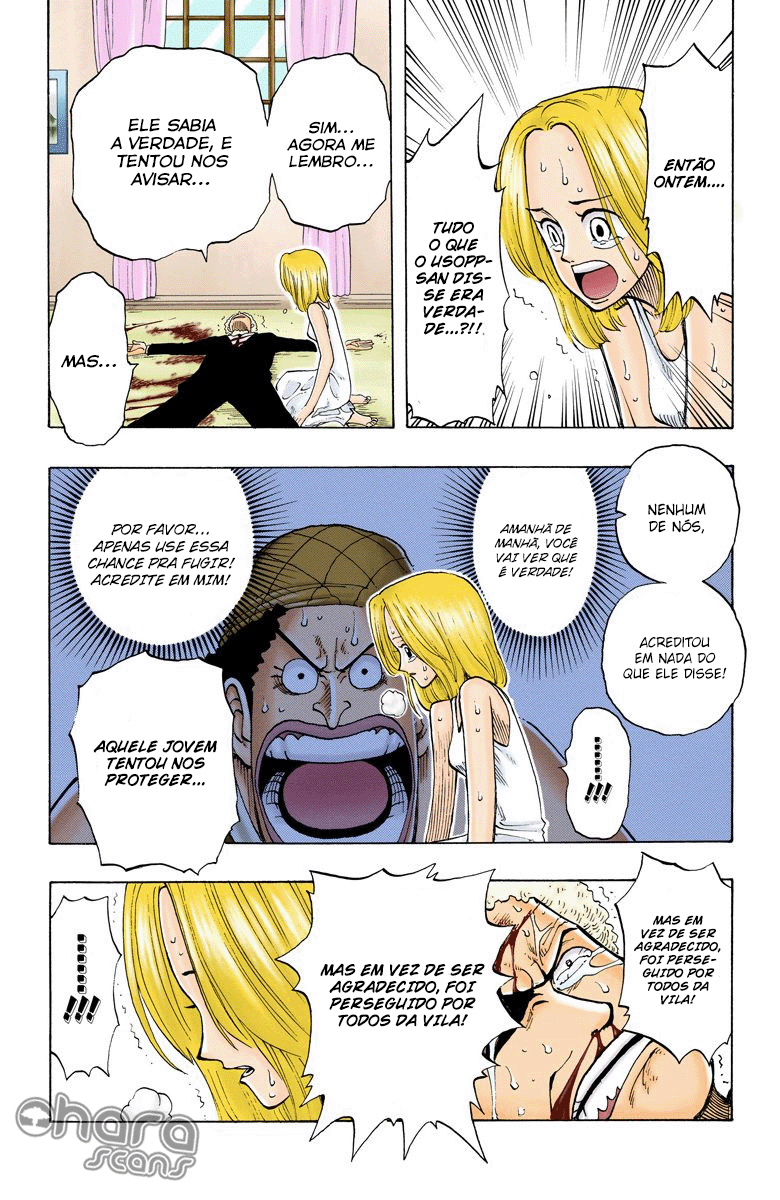 ENTÃO
ONTEM....
TUDO
O QUE
O USOPP-
SAN DIS-
SE ERA
VERDA-
DE...?!!
SIM...
AGORA ME
LEMBRO...
ELE SABIA
A VERDADE, E
TENTOU NOS
AVISAR...
MAS...
NENHUM
DE NÓS,
ACREDITOU
EM NADA DO
QUE ELE DISSE!
AMANHÃ DE
MANHÃ, VOCÊ
VAI VER QUE
É VERDADE!
POR FAVOR...
APENAS USE ESSA
CHANCE PRA FUGIR!
ACREDITE EM MIM!
.......!!!
AQUELE JOVEM
TENTOU NOS
PROTEGER...
MAS EM
VEZ DE SER
AGRADECIDO,
FOI PERSE-
GUIDO POR
TODOS DA
VILA!
MAS EM VEZ DE SER
AGRADECIDO, FOI
PERSEGUIDO POR
TODOS DA VILA!
.......!!!
Ohara
scans